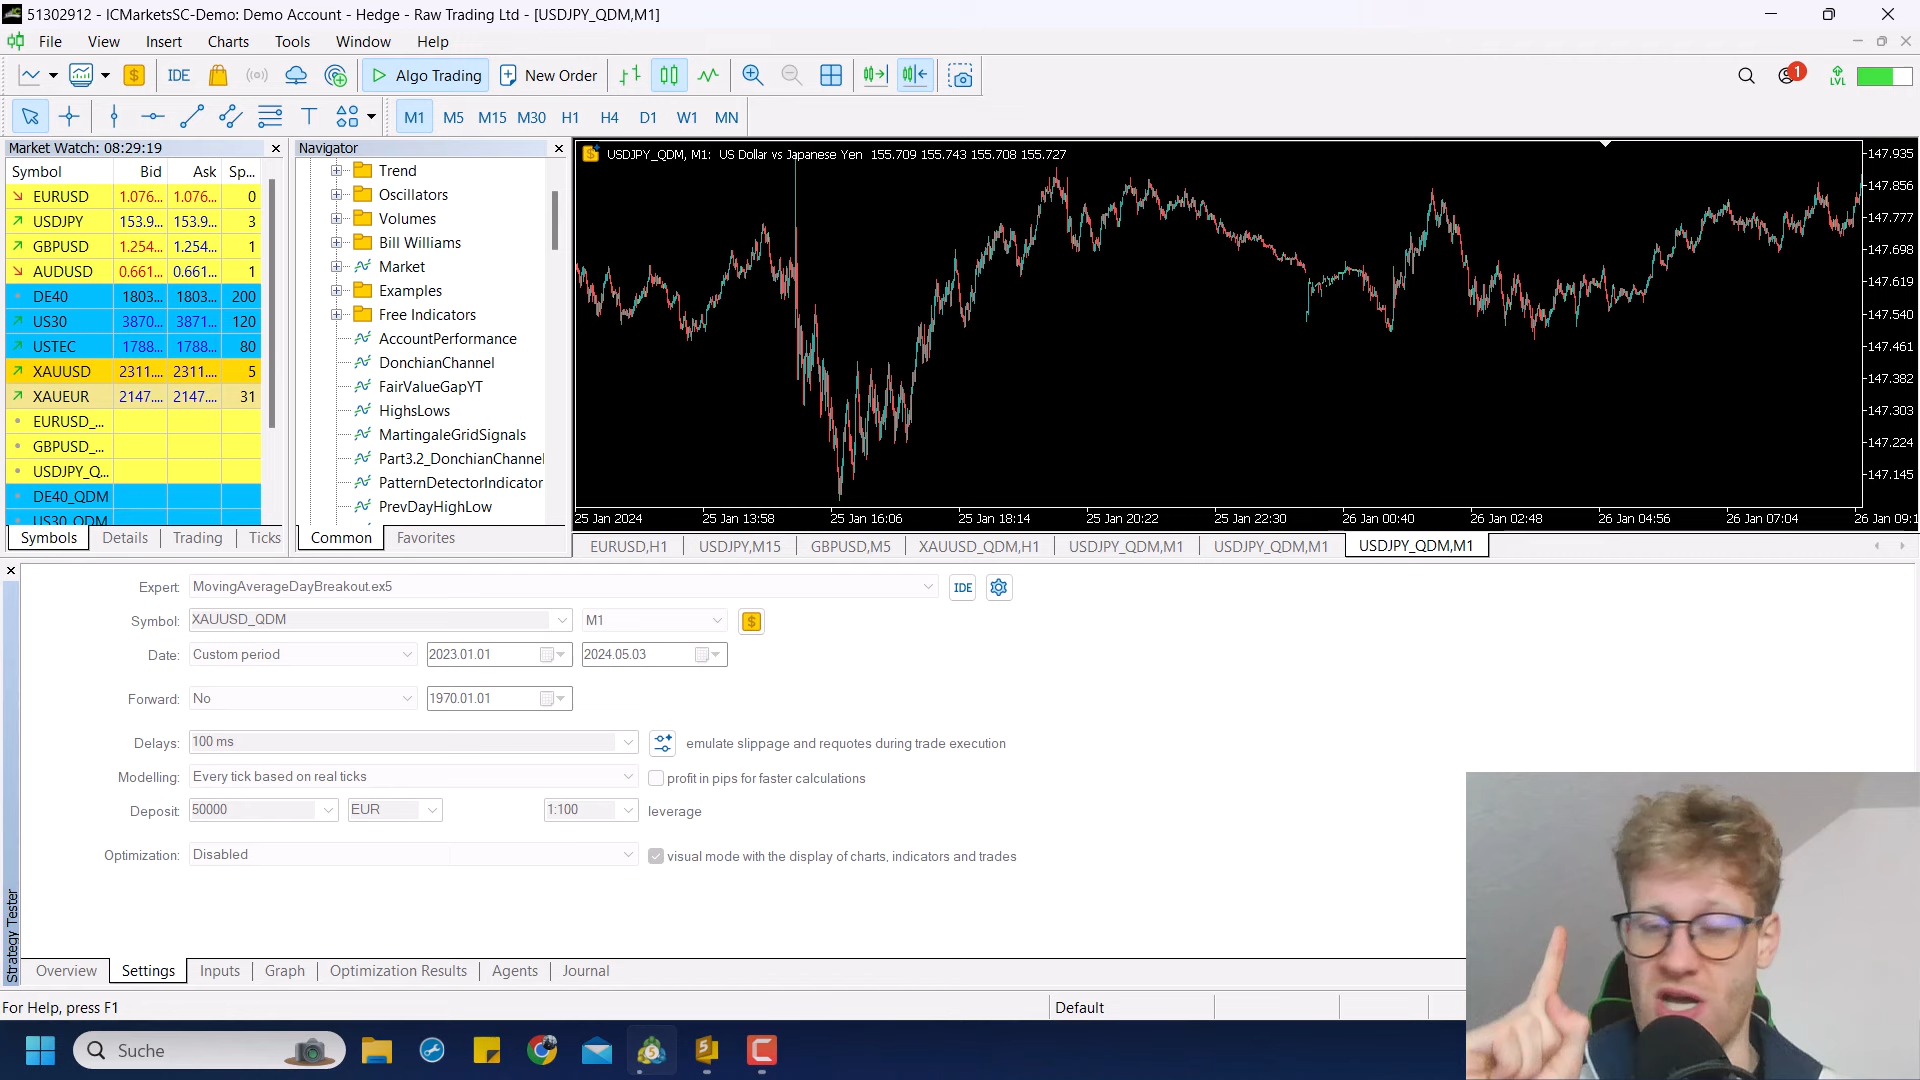 51302912 - ICMarketsSC-Demo: Demo Account - Hedge - Raw Trading Ltd - [USDJPY_QDM,M1]
File View Insert Charts Tools Window Help
IDE Algo Trading New Order 1 LVL
M1 M5 M15 M30 H1 H4 D1 W1 MN
Market Watch: 08:29:19
Symbol Bid Ask Sp...
EURUSD 1.076... 1.076... 0
USDJPY 153.9... 153.9... 3
GBPUSD 1.254... 1.254... 1
AUDUSD 0.661... 0.661... 1
DE40 1803... 1803... 200
US30 3870... 3871... 120
USTEC 1788... 1788... 80
XAUUSD 2311.... 2311.... 5
XAUEUR 2147.... 2147.... 31
EURUSD_...
GBPUSD_...
USDJPY_Q...
DE40_QDM
US30_QDM
Symbols Details Trading Ticks
Navigator
Trend
Oscillators
Volumes
Bill Williams
Market
Examples
Free Indicators
AccountPerformance
DonchianChannel
FairValueGapYT
HighsLows
MartingaleGridSignals
Part3.2_DonchianChannel
PatternDetectorIndicator
PrevDayHighLow
Common Favorites
USDJPY_QDM, M1: US Dollar vs Japanese Yen 155.709 155.743 155.708 155.727
147.935
147.856
147.777
147.698
147.619
147.540
147.461
147.382
147.303
147.224
147.145
25 Jan 2024 25 Jan 13:58 25 Jan 16:06 25 Jan 18:14 25 Jan 20:22 25 Jan 22:30 26 Jan 00:40 26 Jan 02:48 26 Jan 04:56 26 Jan 07:04 26 Jan 09:1
EURUSD,H1 USDJPY,M15 GBPUSD,M5 XAUUSD_QDM,H1 USDJPY_QDM,M1 USDJPY_QDM,M1 USDJPY_QDM,M1
Expert: MovingAverageDayBreakout.ex5 IDE
Symbol: XAUUSD_QDM M1
Date: Custom period 2023.01.01 2024.05.03
Forward: No 1970.01.01
Delays: 100 ms emulate slippage and requotes during trade execution
Modelling: Every tick based on real ticks profit in pips for faster calculations
Deposit: 50000 EUR 1:100 leverage
Optimization: Disabled visual mode with the display of charts, indicators and trades
Strategy Tester
Overview Settings Inputs Graph Optimization Results Agents Journal
For Help, press F1 Default
Suche